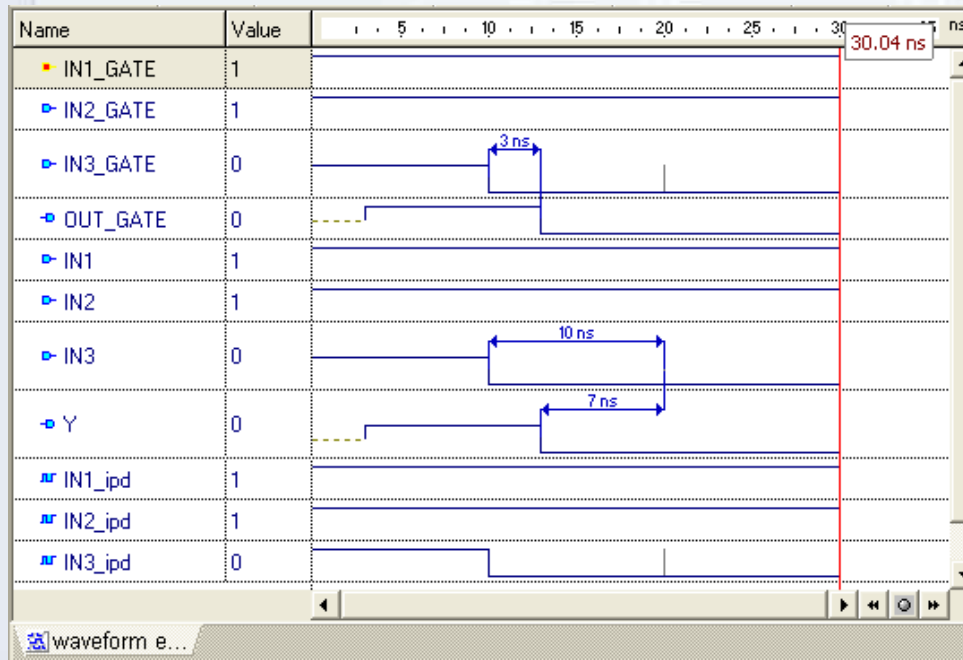 Name Value 5 10 15 20 25 30 ns
30.04 ns
IN1_GATE 1
IN2_GATE 1
3 ns
IN3_GATE 0
OUT_GATE 0
IN1 1
IN2 1
10 ns
IN3 0
7 ns
Y 0
IN1_ipd 1
IN2_ipd 1
IN3_ipd 0
waveform e...